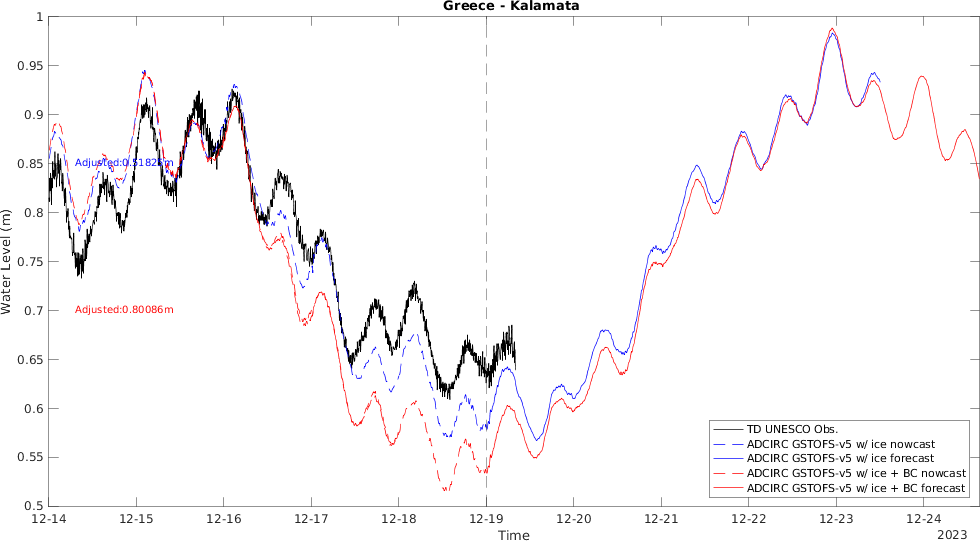 Greece - Kalamata
1
0.95
0.9
0.85
0.8
0.75
0.7
0.65
0.6
0.55
0.5
Water Level (m)
Adjusted:0.80086m
TD UNESCO Obs.
ADCIRC GSTOFS-v5 w/ ice nowcast
ADCIRC GSTOFS-v5 w/ ice forecast
ADCIRC GSTOFS-v5 w/ ice + BC nowcast
ADCIRC GSTOFS-v5 w/ ice + BC forecast
12-14 12-15 12-16 12-17 12-18 12-19 12-20 12-21 12-22 12-23 12-24
Time
2023